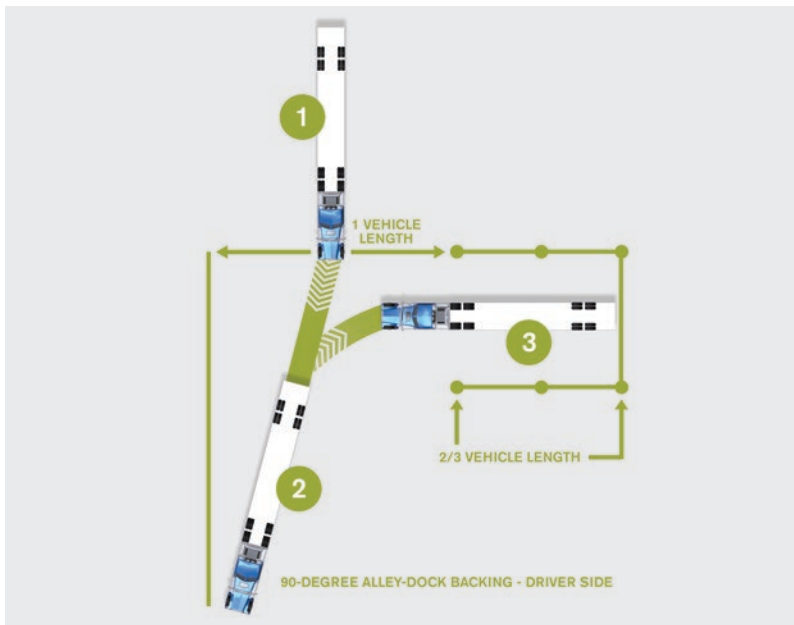 1
1 VEHICLE
LENGTH
3
2/3 VEHICLE LENGTH
2
90-DEGREE ALLEY-DOCK BACKING - DRIVER SIDE